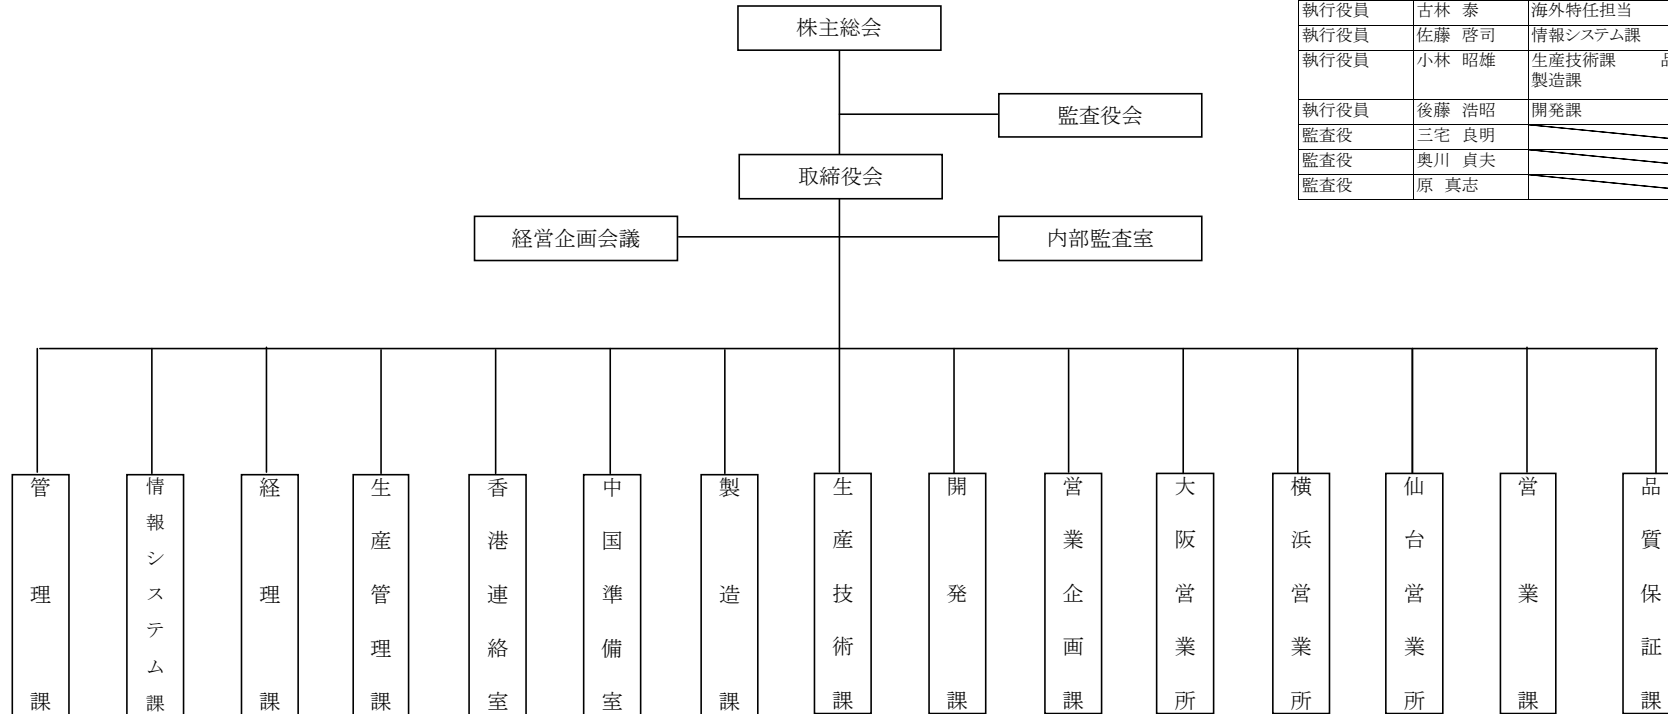 株主総会
監査役会
取締役会
経営企画会議
内部監査室
執行役員 古林 泰 海外特任担当
執行役員 佐藤 啓司 情報システム課
執行役員 小林 昭雄 生産技術課
製造課
執行役員 後藤 浩昭 開発課
監査役 三宅 良明
監査役 奥川 貞夫
監査役 原 真志
管理課
情報システム課
経理課
生産管理課
香港連絡室
中国準備室
製造課
生産技術課
開発課
営業企画課
大阪営業所
横浜営業所
仙台営業所
営業課
品質保証課